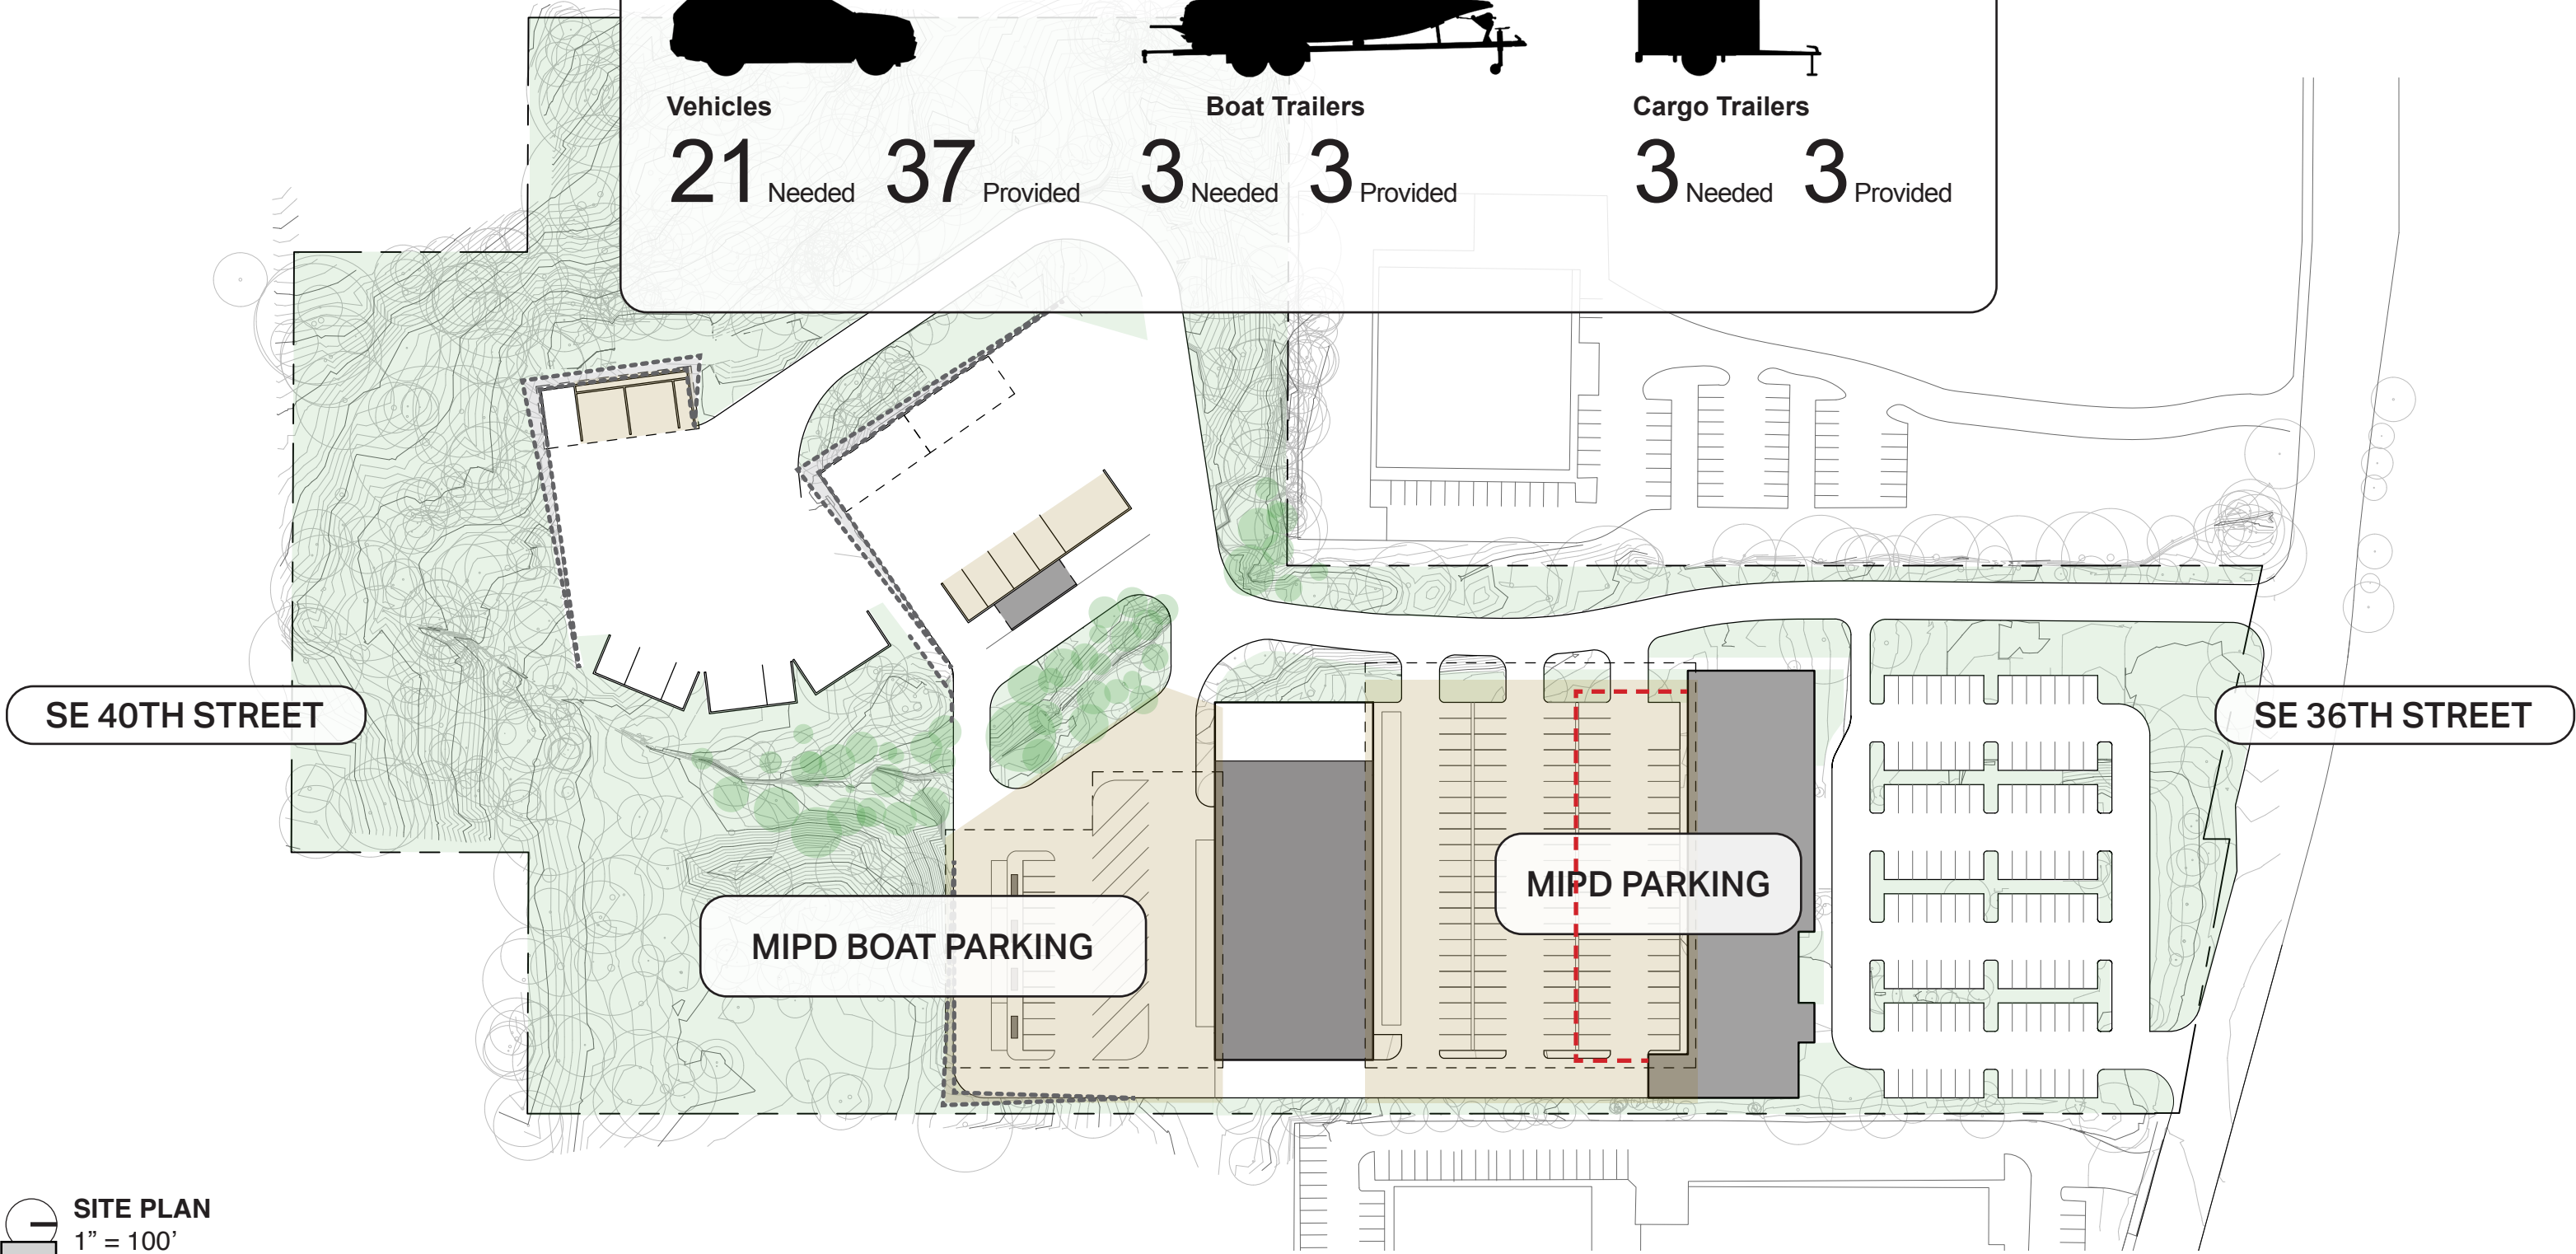 Vehicles
Boat Trailers
Cargo Trailers
21 Needed 37 Provided
3 Needed 3 Provided
3 Needed 3 Provided
SE 40TH STREET
SE 36TH STREET
MIPD PARKING
MIPD BOAT PARKING
SITE PLAN
1” = 100’